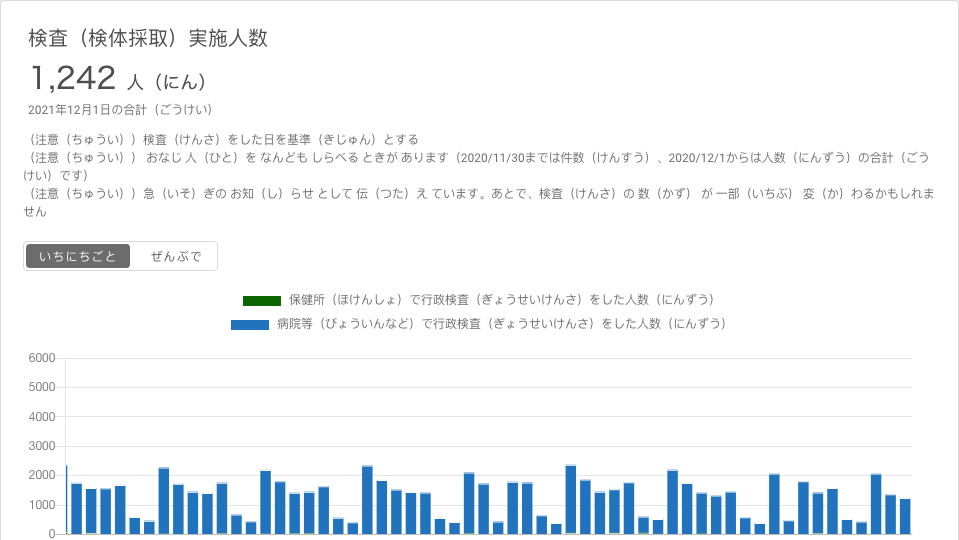 検査（検体採取）実施人数
1,242 人（にん）
2021年12月1日の合計（ごうけい）
（注意（ちゅうい））検査（けんさ）をした日を基準（きじゅん）とする
（注意（ちゅうい）） おなじ 人（ひと）を なんども しらべる ときが あります（2020/11/30までは件数（けんすう）、2020/12/1からは人数（にんずう）の合計（ごう
けい）です）
（注意（ちゅうい））急（いそ）ぎの お知（し）らせ として 伝（つた）え ています。あとで、検査（けんさ）の 数（かず） が 一部（いちぶ） 変（か）わるかもしれま
せん
いちにちごと ぜんぶで
保健所（ほけんしょ）で行政検査（ぎょうせいけんさ）をした人数（にんずう）
病院等（びょういんなど）で行政検査（ぎょうせいけんさ）をした人数（にんずう）
6000
5000
4000
3000
2000
1000
0